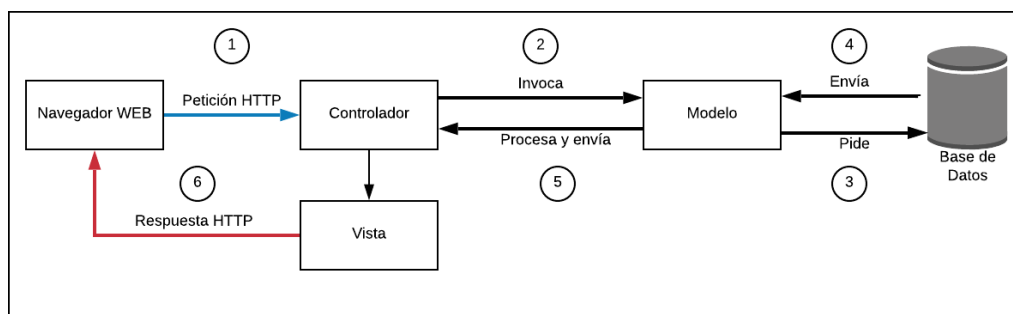 1
2
4
Envía
Invoca
Petición HTTP
Navegador WEB
Controlador
Modelo
Procesa y envía
Pide
Base de
Datos
6
5
3
Respuesta HTTP
Vista